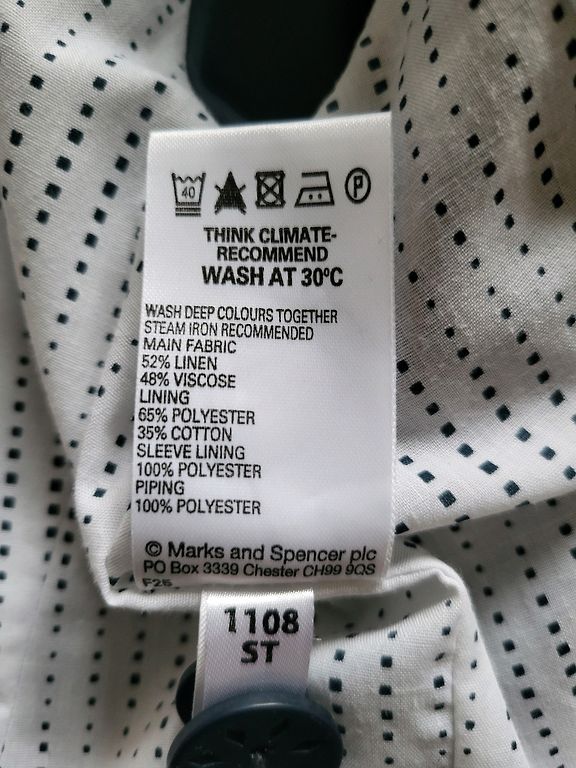 40
P
THINK CLIMATE-
RECOMMEND
WASH AT 30ºC
WASH DEEP COLOURS TOGETHER
STEAM IRON RECOMMENDED
MAIN FABRIC
52% LINEN
48% VISCOSE
LINING
65% POLYESTER
35% COTTON
SLEEVE LINING
100% POLYESTER
PIPING
100% POLYESTER
© Marks and Spencer plc
PO Box 3339 Chester CH99 9QS
F25
1108
ST